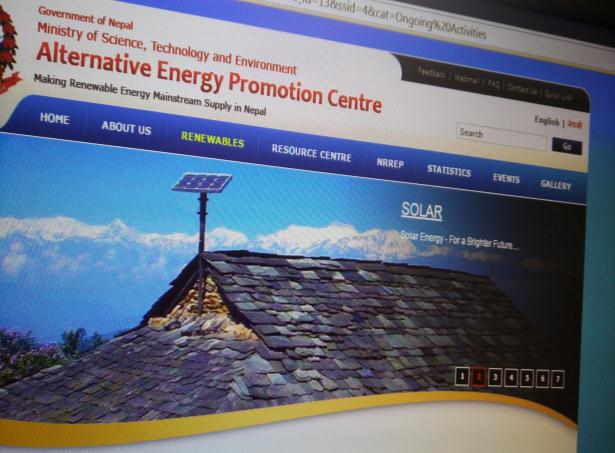 _id=13&ssid=4&cat=Ongoing%20Activities
Government of Nepal
Ministry of Science, Technology and Environment
Alternative Energy Promotion Centre
Making Renewable Energy Mainstream Supply in Nepal
Feedback | Webmail | FAQ | Contact Us | Quick Link
English | नेपाली
Search
Go
HOME
ABOUT US
RENEWABLES
RESOURCE CENTRE
NRREP
STATISTICS
EVENTS
GALLERY
SOLAR
Solar Energy - For a Brighter Future...
1 2 3 4 5 6 7